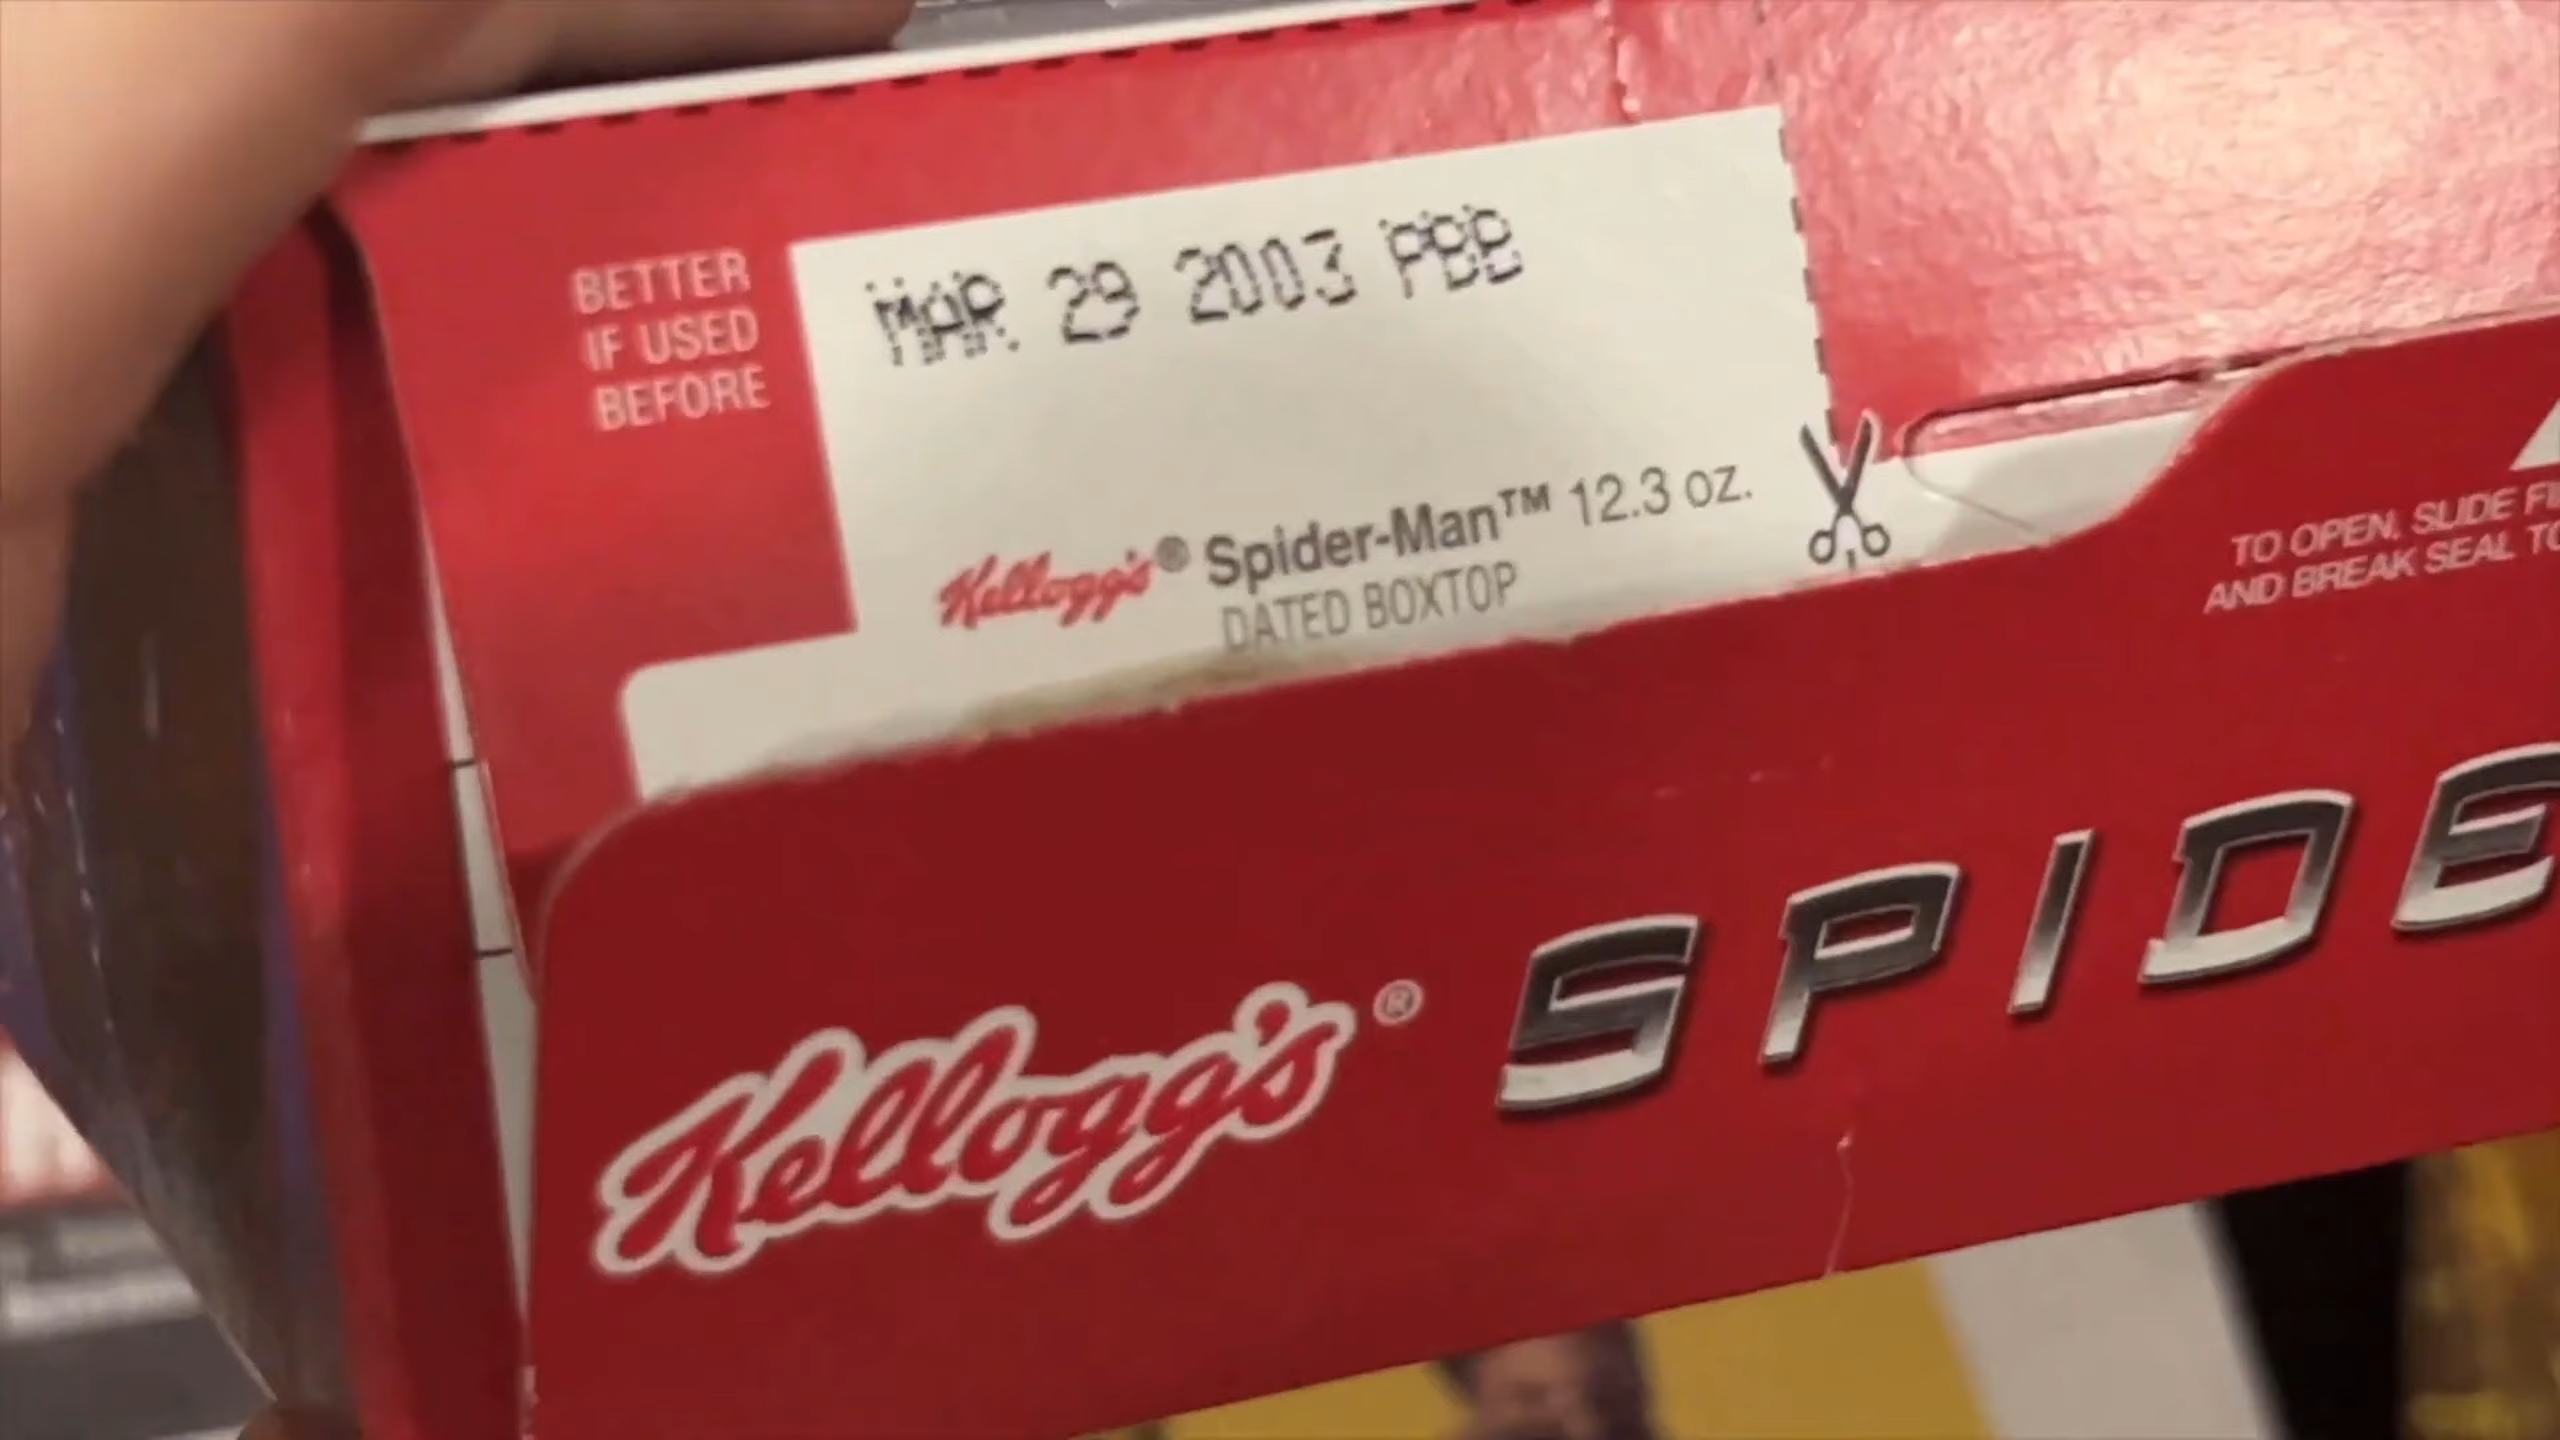 BETTER
IF USED
BEFORE
MAR. 29 2003 PBB
Kellogg's® Spider-Man™ 12.3 oz.
DATED BOXTOP
TO OPEN, SLIDE
AND BREAK SEAL
Kellogg's®
SPIDE